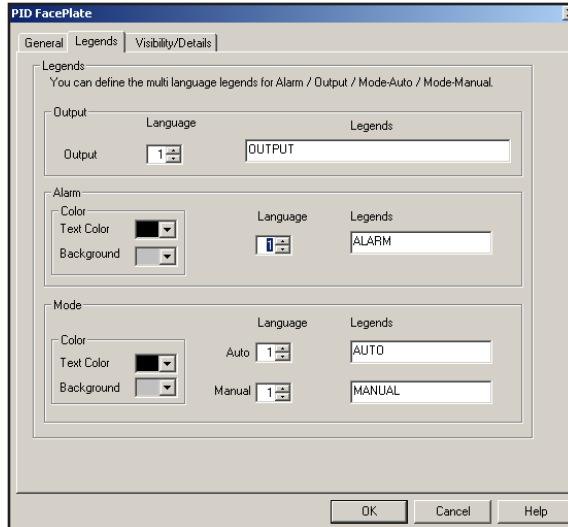 PID FacePlate
General Legends Visibility/Details
Legends
You can define the multi language legends for Alarm / Output / Mode-Auto / Mode-Manual.
Output
Language Legends
Output 1 OUTPUT
Alarm
Color
Language Legends
Text Color
1 ALARM
Background
Mode
Language Legends
Color
Auto 1 AUTO
Text Color
Background
Manual 1 MANUAL
OK Cancel Help